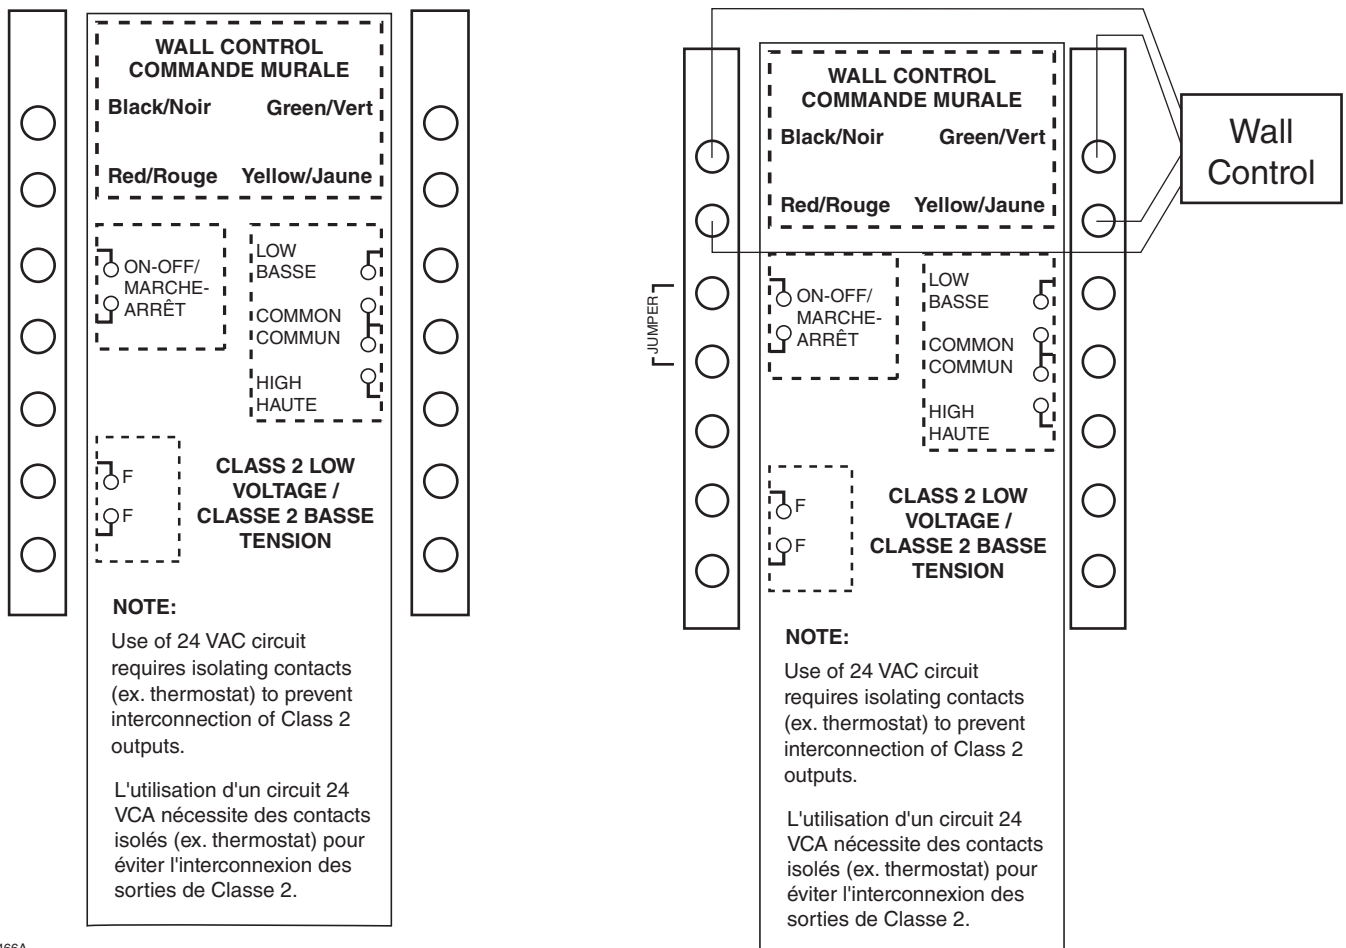 WALL CONTROL
COMMANDE MURALE
Black/Noir Green/Vert
Red/Rouge Yellow/Jaune
ON-OFF/
MARCHE-
ARRÊT
LOW
BASSE
COMMON
COMMUN
HIGH
HAUTE
F
F
CLASS 2 LOW
VOLTAGE /
CLASSE 2 BASSE
TENSION
NOTE:
Use of 24 VAC circuit
requires isolating contacts
(ex. thermostat) to prevent
interconnection of Class 2
outputs.
L'utilisation d'un circuit 24
VCA nécessite des contacts
isolés (ex. thermostat) pour
éviter l'interconnexion des
sorties de Classe 2.
WALL CONTROL
COMMANDE MURALE
Black/Noir Green/Vert
Red/Rouge Yellow/Jaune
Wall
Control
JUMPER
ON-OFF/
MARCHE-
ARRÊT
LOW
BASSE
COMMON
COMMUN
HIGH
HAUTE
F
F
CLASS 2 LOW
VOLTAGE /
CLASSE 2 BASSE
TENSION
NOTE:
Use of 24 VAC circuit
requires isolating contacts
(ex. thermostat) to prevent
interconnection of Class 2
outputs.
L'utilisation d'un circuit 24
VCA nécessite des contacts
isolés (ex. thermostat) pour
éviter l'interconnexion des
sorties de Classe 2.